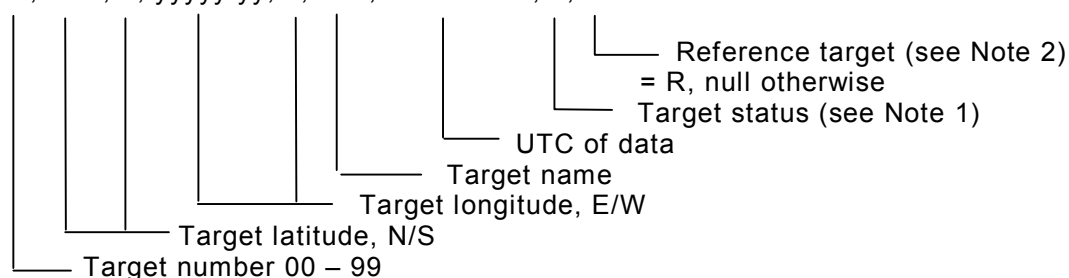 Reference target (see Note 2)
= R, null otherwise
Target status (see Note 1)
UTC of data
Target name
Target longitude, E/W
Target latitude, N/S
Target number 00 – 99